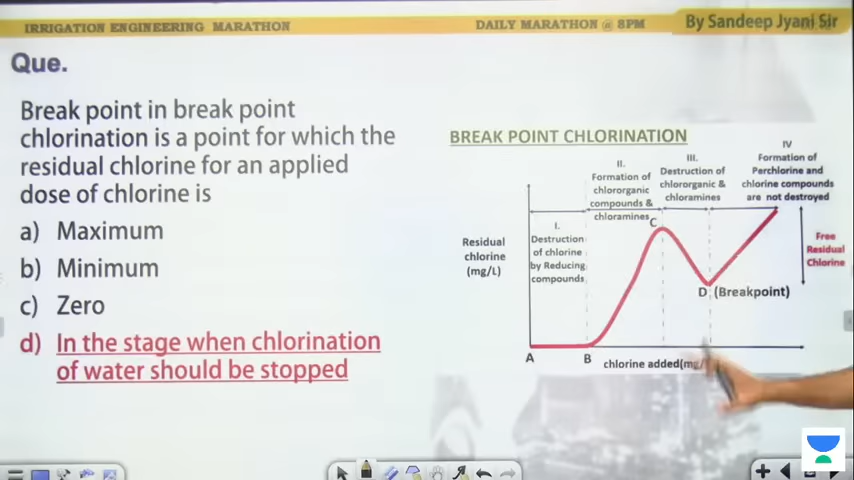 IRRIGATION ENGINEERING MARATHON
DAILY MARATHON @ 8PM
By Sandeep Jyani Sir
Que.
Break point in break point
chlorination is a point for which the
residual chlorine for an applied
dose of chlorine is
a) Maximum
b) Minimum
c) Zero
d) In the stage when chlorination
of water should be stopped
BREAK POINT CHLORINATION
II.
Formation of
chlororganic
compounds &
chloramines
III.
Destruction of
chlororganic &
chloramines
IV
Formation of
Perchlorine and
chlorine compounds
are not destroyed
I.
Destruction
of chlorine
by Reducing
compounds
Residual
chlorine
(mg/L)
C
Free
Residual
Chlorine
D (Breakpoint)
A
B
chlorine added(mg/